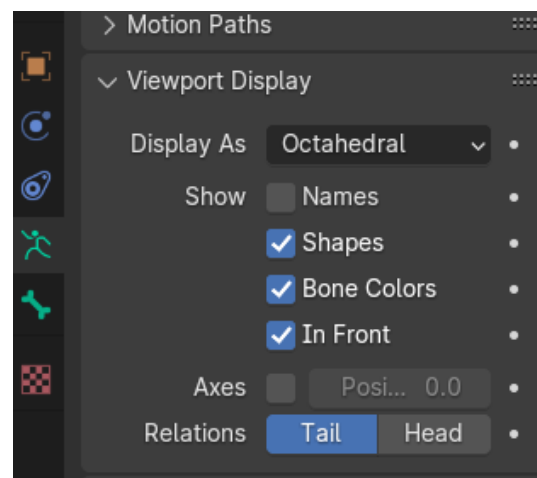 Motion Paths
Viewport Display
Display As Octahedral
Show Names
Shapes
Bone Colors
In Front
Axes Posi... 0.0
Relations Tail Head